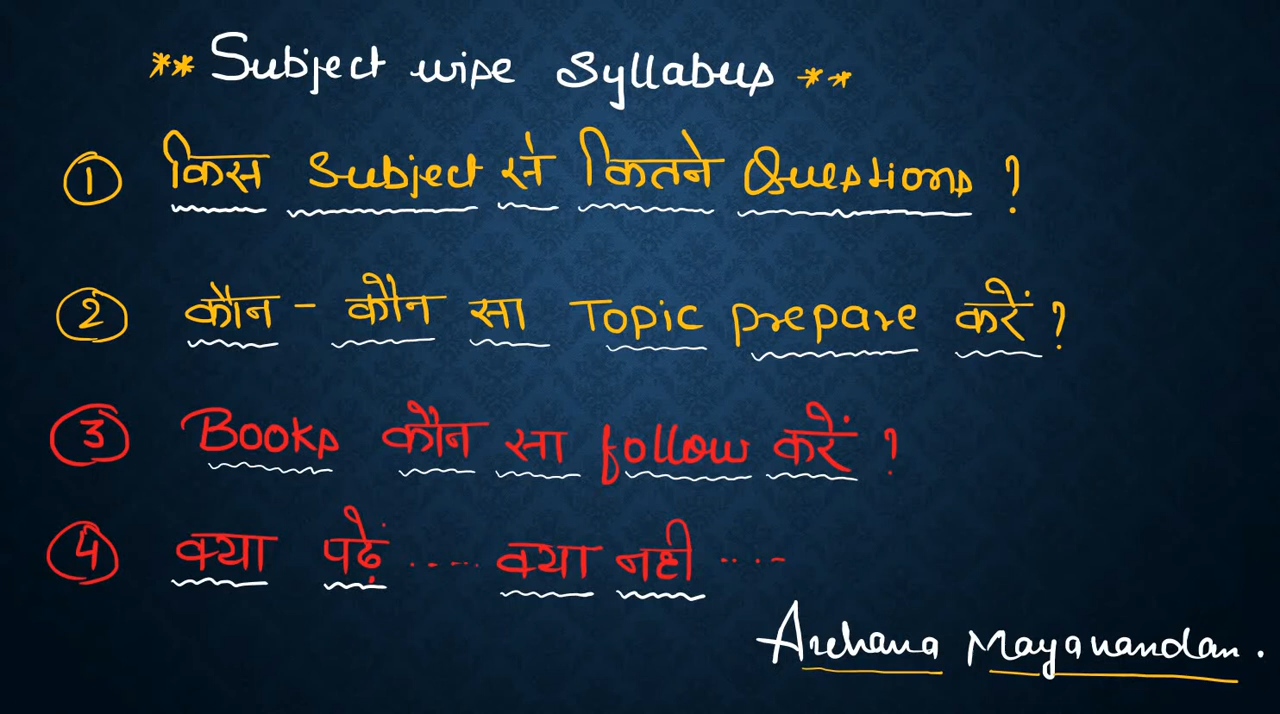 ** Subject wise Syllabus **
① किस Subject से कितने Questions ?
② कौन - कौन सा Topic prepare करें ?
③ Books कौन सा follow करें ?
④ क्या पढ़ें ..... क्या नही ....
Archana Mayanandan.